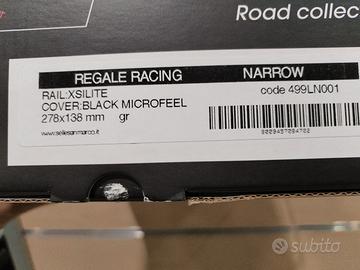 Road collec
REGALE RACING NARROW
RAIL:XSILITE code 499LN001
COVER:BLACK MICROFEEL
278x138 mm gr
www.sellesanmarco.it
8009457094702
subito